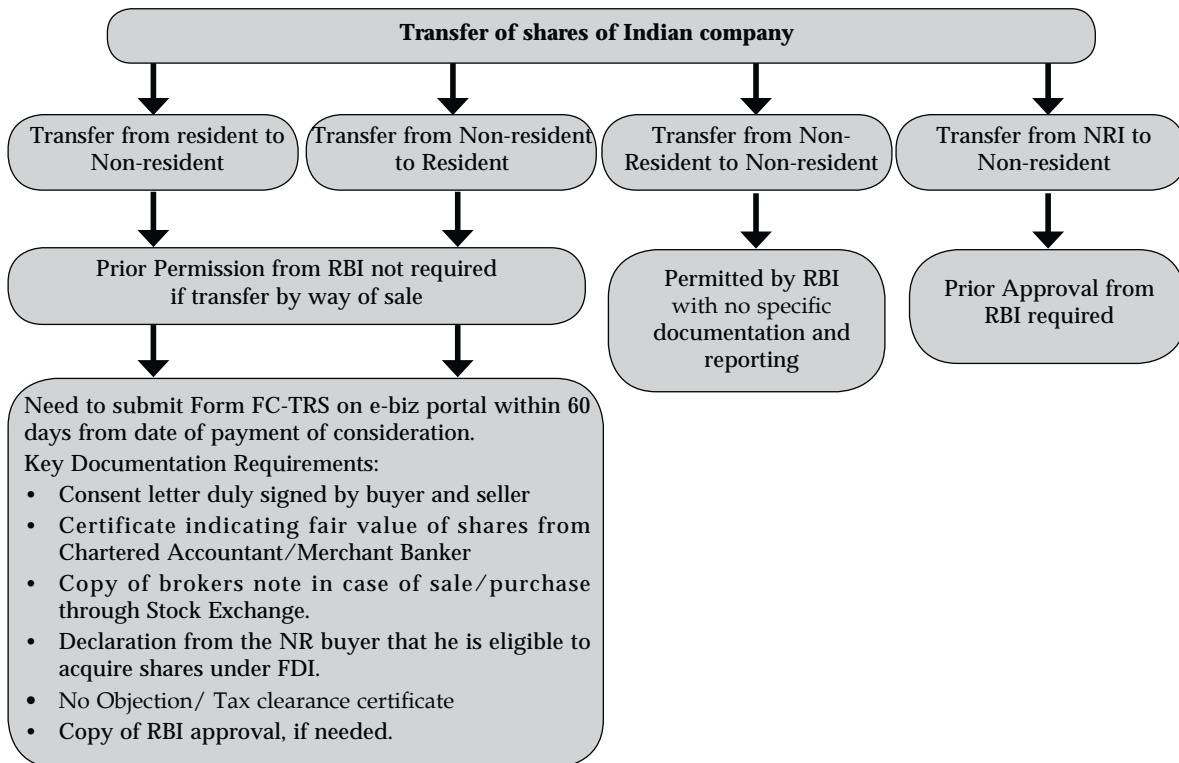 Transfer of shares of Indian company
Transfer from resident to
Non-resident
Transfer from Non-resident
to Resident
Transfer from Non-
Resident to Non-resident
Transfer from NRI to
Non-resident
Prior Permission from RBI not required
if transfer by way of sale
Permitted by RBI
with no specific
documentation and
reporting
Prior Approval from
RBI required
Need to submit Form FC-TRS on e-biz portal within 60
days from date of payment of consideration.
Key Documentation Requirements:
• Consent letter duly signed by buyer and seller
• Certificate indicating fair value of shares from
Chartered Accountant/Merchant Banker
• Copy of brokers note in case of sale/purchase
through Stock Exchange.
• Declaration from the NR buyer that he is eligible to
acquire shares under FDI.
• No Objection/ Tax clearance certificate
• Copy of RBI approval, if needed.